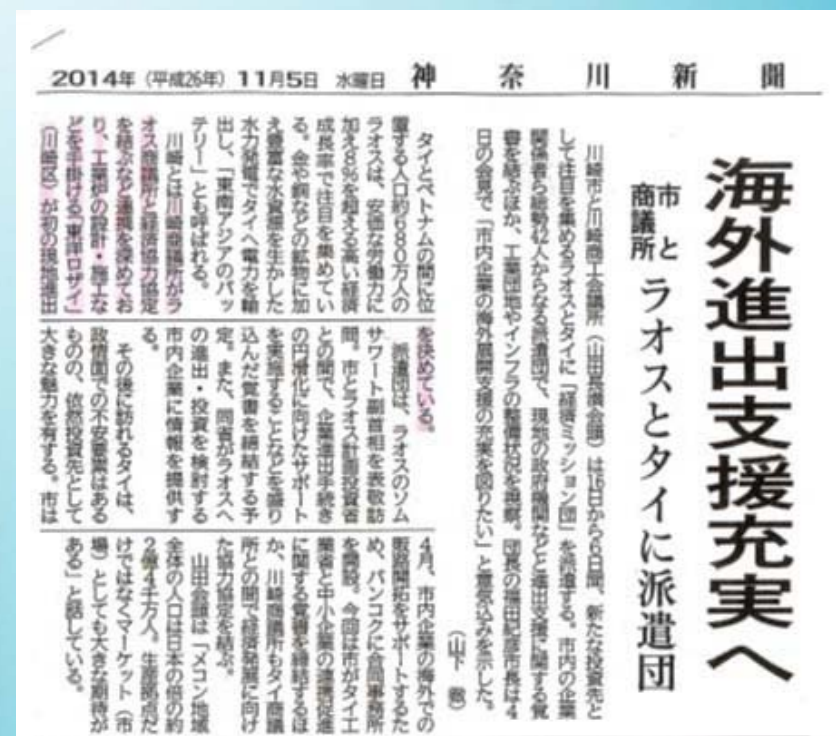 2014年(平成26年)11月5日 水曜日 神奈川新聞
海外進出支援充実へ
市と
商議所
ラオスとタイに派遣団
川崎市と川崎商工会議所(山田長満会頭)は16日から6日間、新たな投資先と
して注目を集めるラオスとタイに「経済ミッション団」を派遣する。市内の企業
関係者ら総勢42人からなる派遣団で、現地の政府機関などと進出支援に関する覚
書を結ぶほか、工業団地やインフラの整備状況を視察。団長の福田紀彦市長は4
日の会見で「市内企業の海外展開支援の充実を図りたい」と意気込みを示した。
(山下
タイとベトナムの間に位
置する人口約680万人の
ラオスは、安価な労働力に
加え8%を超える高い経済
成長率で注目を集めてい
る。金や銅などの鉱物に加
え豊富な水資源を生かした
水力発電でタイへ電力を輸
出し、「東南アジアのバッ
テリー」とも呼ばれる。
川崎とは川崎商議所がラ
オス商議所と経済協力協定
を結ぶなど連携を深めてお
り、工業炉の設計・施工な
どを手掛ける「東洋ロザイ」
(川崎区)が初の現地進出
を決めている。
派遣団は、ラオスのソム
サワート副首相を表敬訪
問。市とラオス計画投資省
との間で、企業進出手続き
の円滑化に向けたサポート
を実施することなどを盛り
込んだ覚書を締結する予
定。また、同省がラオスへ
の進出・投資を検討する
市内企業に情報を提供す
る。
その後に訪れるタイは、
政情面での不安要素はある
ものの、依然投資先として
大きな魅力を有する。市は
4月、市内企業の海外での
販路開拓をサポートするた
め、バンコクに合同事務所
を開設。今回は市がタイ工
業省と中小企業の連携促進
に関する覚書を締結するほ
か、川崎商議所もタイ商議
所との間で経済発展に向け
た協力協定を結ぶ。
山田会頭は「メコン地域
全体の人口は日本の倍の約
2億4千万人。生産拠点だ
けではなくマーケット(市
場)としても大きな期待が
ある」と話している。